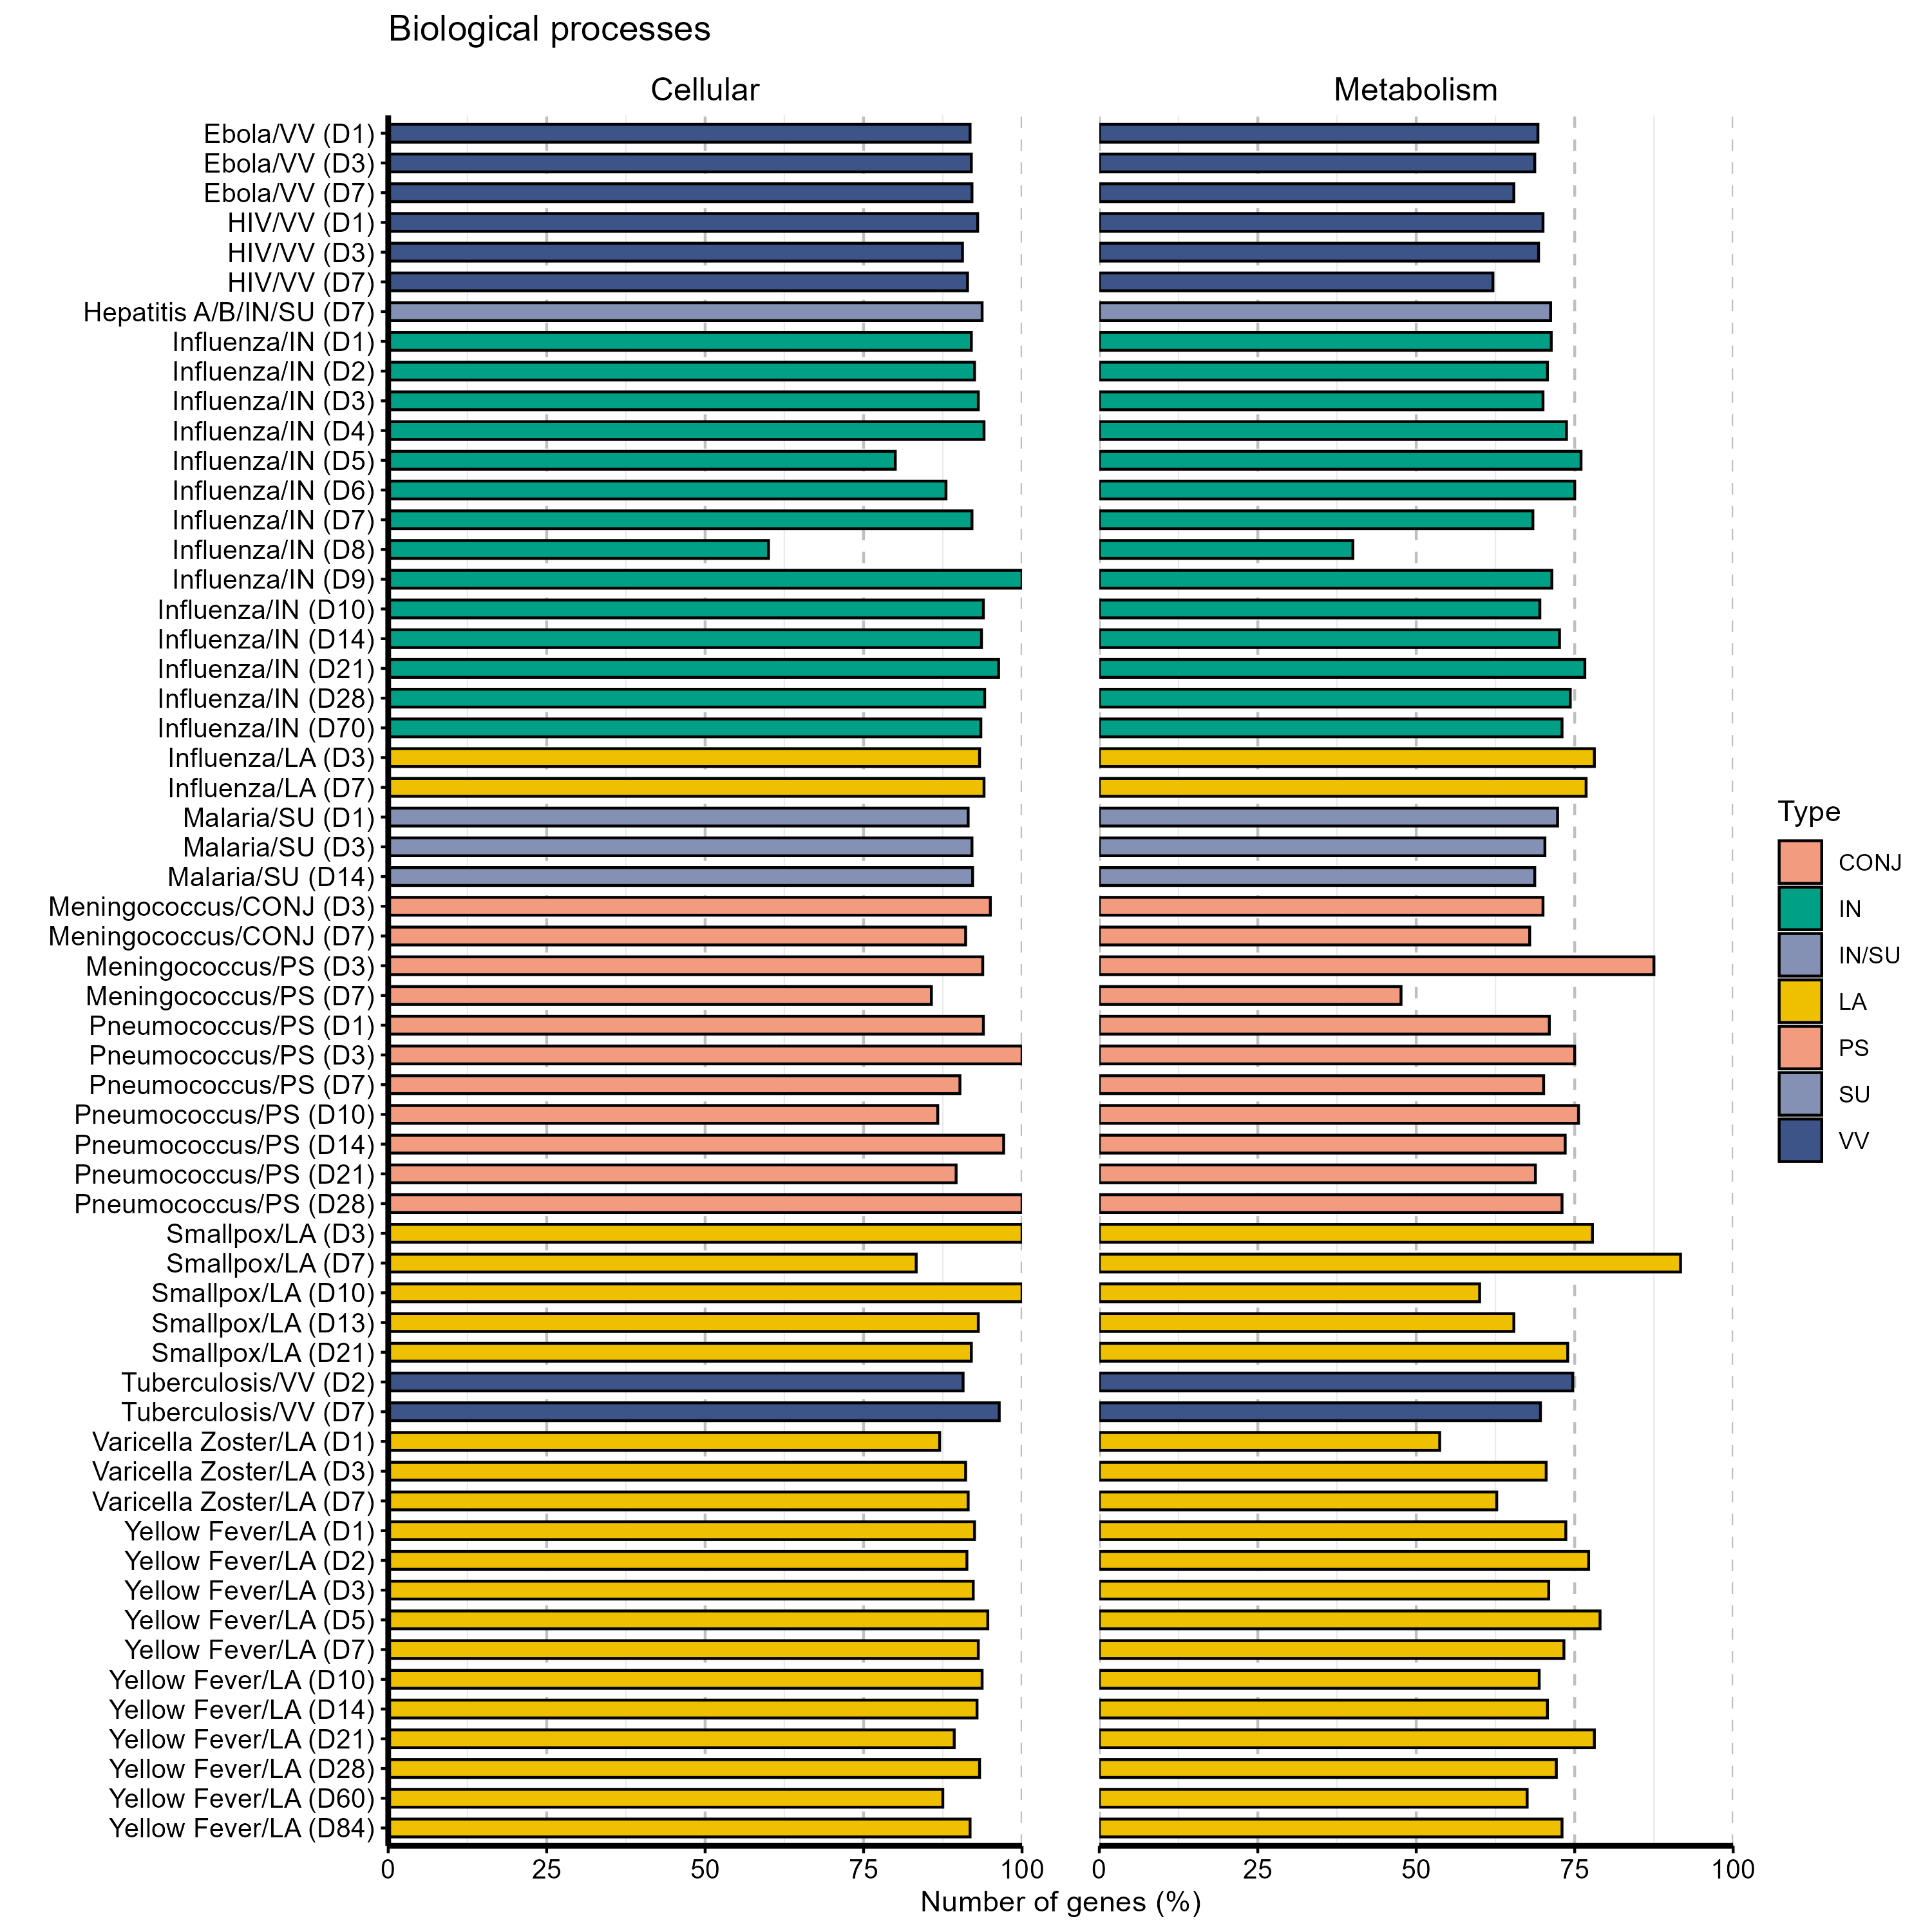 Biological processes
Cellular
Metabolism
Ebola/VV (D1)
Ebola/VV (D3)
Ebola/VV (D7)
HIV/VV (D1)
HIV/VV (D3)
HIV/VV (D7)
Hepatitis A/B/IN/SU (D7)
Influenza/IN (D1)
Influenza/IN (D2)
Influenza/IN (D3)
Influenza/IN (D4)
Influenza/IN (D5)
Influenza/IN (D6)
Influenza/IN (D7)
Influenza/IN (D8)
Influenza/IN (D9)
Influenza/IN (D10)
Influenza/IN (D14)
Influenza/IN (D21)
Influenza/IN (D28)
Influenza/IN (D70)
Influenza/LA (D3)
Influenza/LA (D7)
Malaria/SU (D1)
Malaria/SU (D3)
Malaria/SU (D14)
Meningococcus/CONJ (D3)
Meningococcus/CONJ (D7)
Meningococcus/PS (D3)
Meningococcus/PS (D7)
Pneumococcus/PS (D1)
Pneumococcus/PS (D3)
Pneumococcus/PS (D7)
Pneumococcus/PS (D10)
Pneumococcus/PS (D14)
Pneumococcus/PS (D21)
Pneumococcus/PS (D28)
Smallpox/LA (D3)
Smallpox/LA (D7)
Smallpox/LA (D10)
Smallpox/LA (D13)
Smallpox/LA (D21)
Tuberculosis/VV (D2)
Tuberculosis/VV (D7)
Varicella Zoster/LA (D1)
Varicella Zoster/LA (D3)
Varicella Zoster/LA (D7)
Yellow Fever/LA (D1)
Yellow Fever/LA (D2)
Yellow Fever/LA (D3)
Yellow Fever/LA (D5)
Yellow Fever/LA (D7)
Yellow Fever/LA (D10)
Yellow Fever/LA (D14)
Yellow Fever/LA (D21)
Yellow Fever/LA (D28)
Yellow Fever/LA (D60)
Yellow Fever/LA (D84)
0 25 50 75 100
0 25 50 75 100
Number of genes (%)
Type
CONJ
IN
IN/SU
LA
PS
SU
VV